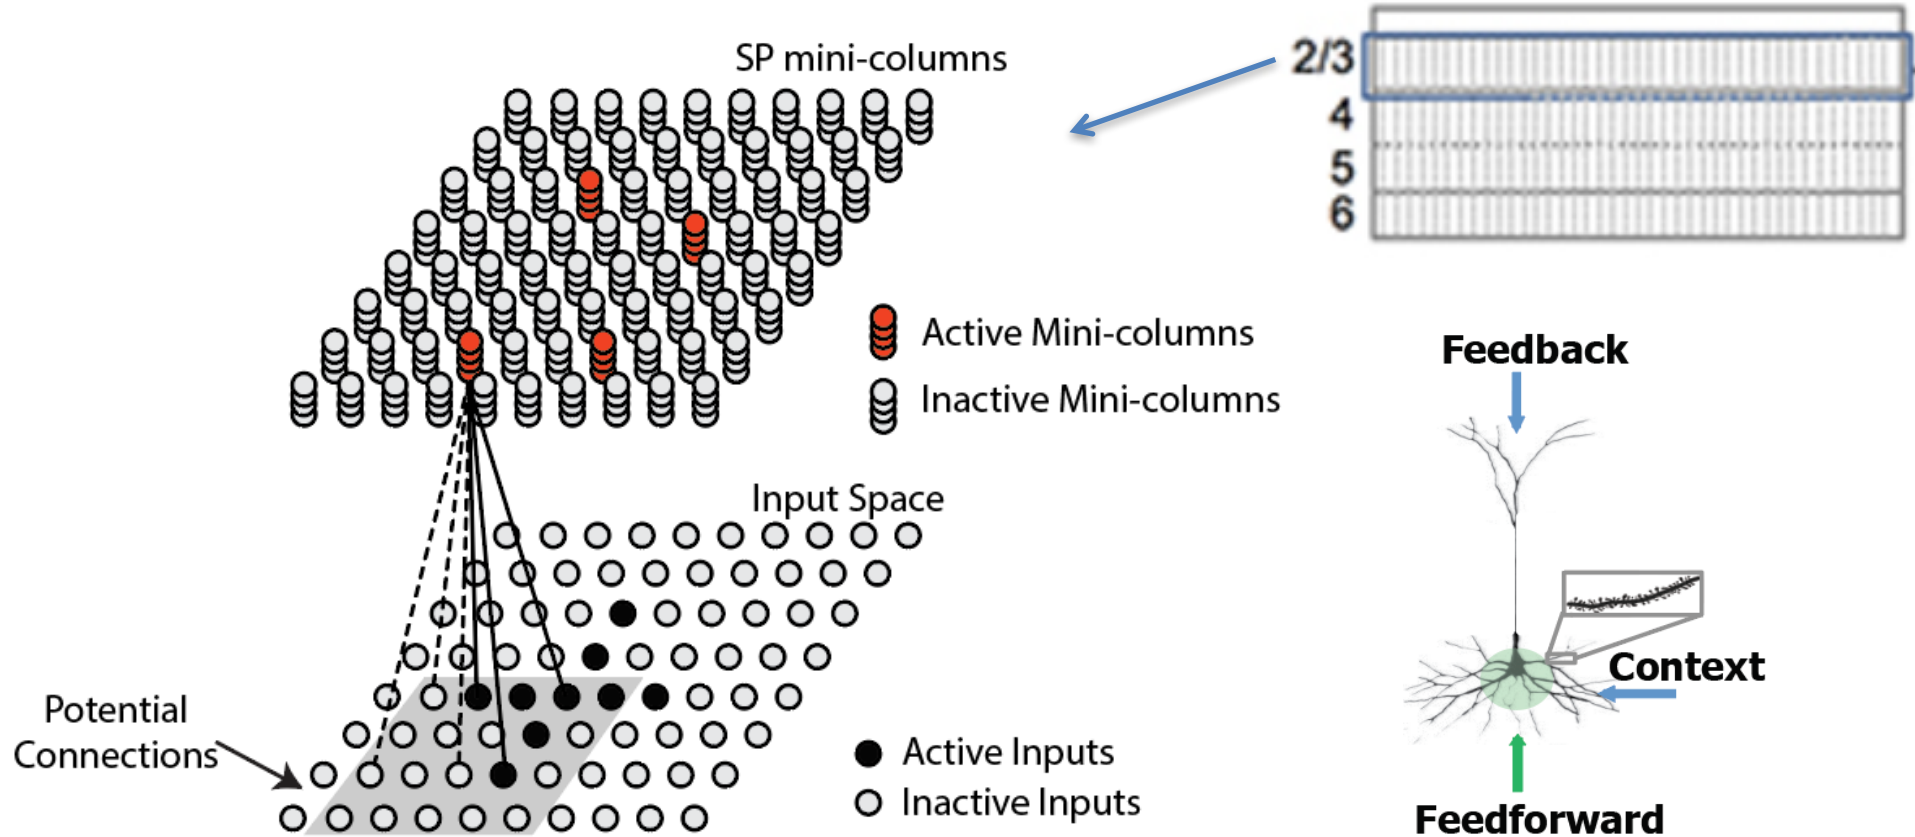 SP mini-columns
2/3
4
5
6
Active Mini-columns
Inactive Mini-columns
Feedback
Input Space
Context
Potential
Connections
Active Inputs
Inactive Inputs
Feedforward